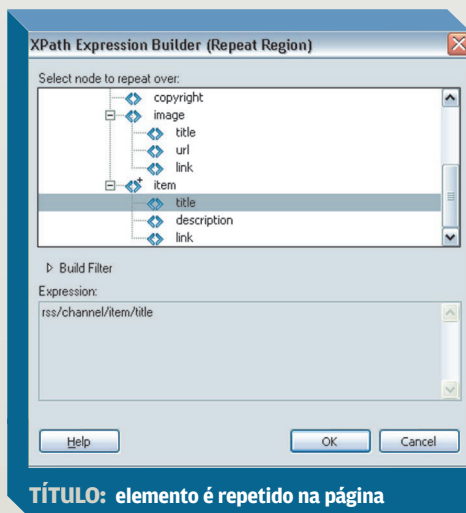 XPath Expression Builder (Repeat Region)
Select node to repeat over:
copyright
image
title
url
link
item
title
description
link
Build Filter
Expression:
rss/channel/item/title
Help
OK
Cancel
TÍTULO: elemento é repetido na página